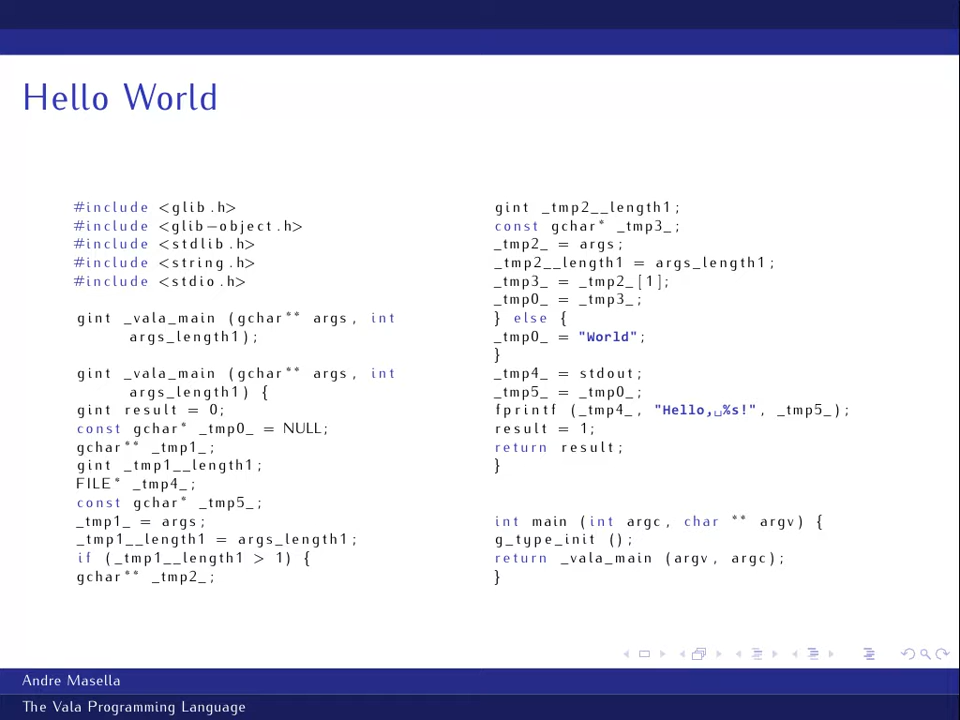 Hello World
#include <glib.h>
#include <glib-object.h>
#include <stdlib.h>
#include <string.h>
#include <stdio.h>
gint _vala_main (gchar** args, int
args_length1);
gint _vala_main (gchar** args, int
args_length1) {
gint result = 0;
const gchar* _tmp0_ = NULL;
gchar** _tmp1_;
gint _tmp1__length1;
FILE* _tmp4_;
const gchar* _tmp5_;
_tmp1_ = args;
_tmp1__length1 = args_length1;
if (_tmp1__length1 > 1) {
gchar** _tmp2_;
gint _tmp2__length1;
const gchar* _tmp3_;
_tmp2_ = args;
_tmp2__length1 = args_length1;
_tmp3_ = _tmp2_[1];
_tmp0_ = _tmp3_;
} else {
_tmp0_ = "World";
}
_tmp4_ = stdout;
_tmp5_ = _tmp0_;
fprintf (_tmp4_, "Hello,␣%s!", _tmp5_);
result = 1;
return result;
}
int main (int argc, char ** argv) {
g_type_init ();
return _vala_main (argv, argc);
}
Andre Masella
The Vala Programming Language